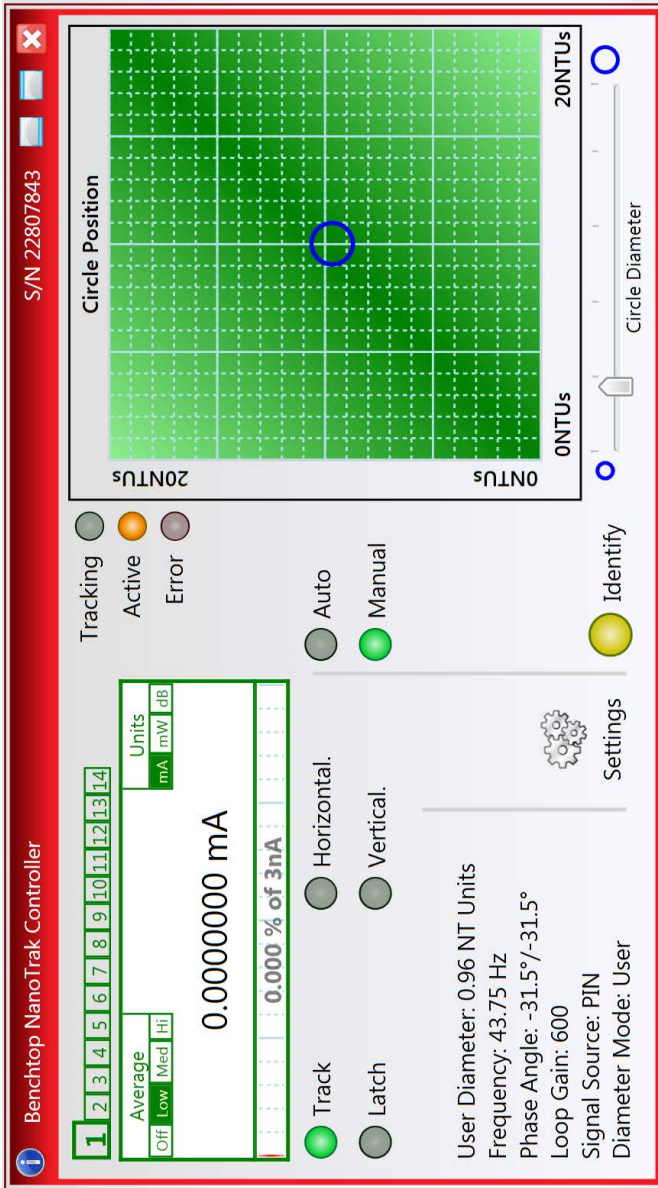 Benchtop NanoTrak Controller
S/N 22807843
1 2 3 4 5 6 7 8 9 10 11 12 13 14
Average
Units
Off Low Med Hi
mA mW dB
0.0000000 mA
0.000 % of 3nA
Tracking
Active
Error
Track
Horizontal.
Auto
Latch
Vertical.
Manual
User Diameter: 0.96 NT Units
Frequency: 43.75 Hz
Phase Angle: -31.5°/-31.5°
Loop Gain: 600
Signal Source: PIN
Diameter Mode: User
Settings
Identify
Circle Position
20NTUs
0NTUs
0NTUs
20NTUs
Circle Diameter